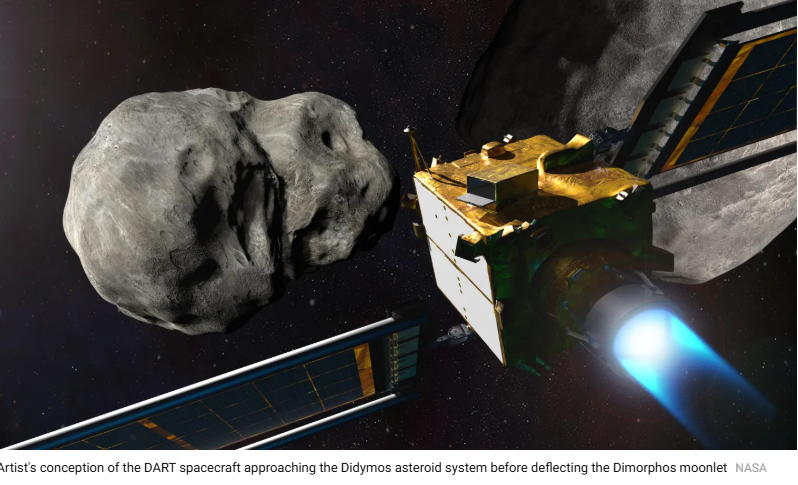 Artist's conception of the DART spacecraft approaching the Didymos asteroid system before deflecting the Dimorphos moonlet NASA